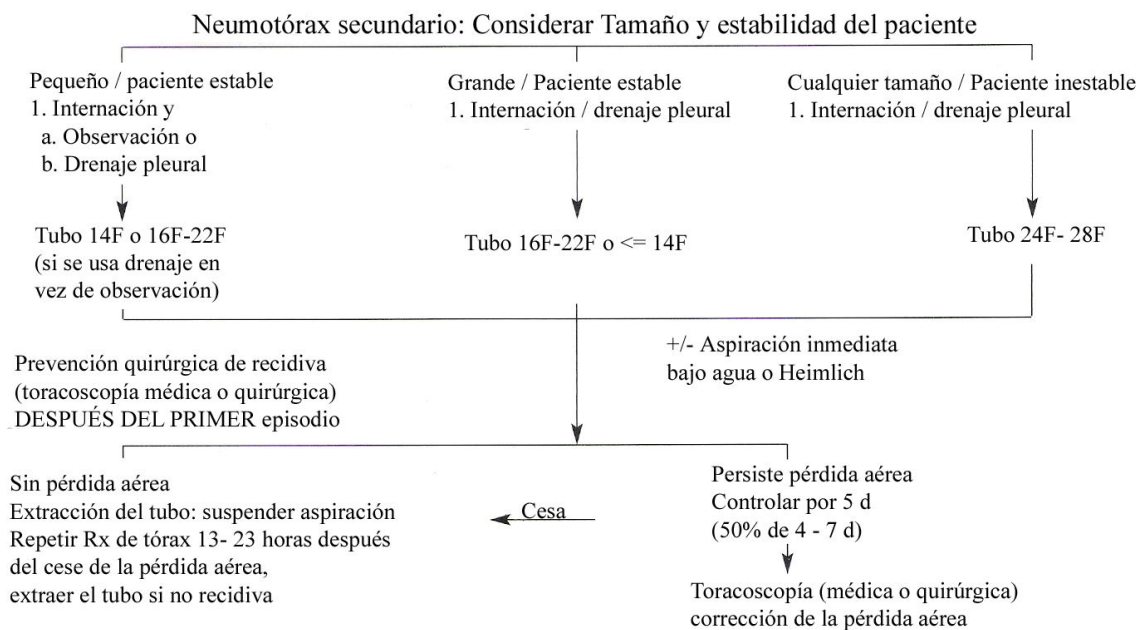 Neumotórax secundario: Considerar Tamaño y estabilidad del paciente
Pequeño / paciente estable
1. Internación y
a. Observación o
b. Drenaje pleural
Grande / Paciente estable
1. Internación / drenaje pleural
Cualquier tamaño / Paciente inestable
1. Internación / drenaje pleural
Tubo 14F o 16F-22F
(si se usa drenaje en
vez de observación)
Tubo 16F-22F o <= 14F
Tubo 24F- 28F
Prevención quirúrgica de recidiva
(toracoscopía médica o quirúrgica)
DESPUÉS DEL PRIMER episodio
+/- Aspiración inmediata
bajo agua o Heimlich
Sin pérdida aérea
Extracción del tubo: suspender aspiración
Repetir Rx de tórax 13- 23 horas después
del cese de la pérdida aérea,
extraer el tubo si no recidiva
Cesa
Persiste pérdida aérea
Controlar por 5 d
(50% de 4 - 7 d)
Toracoscopía (médica o quirúrgica)
corrección de la pérdida aérea